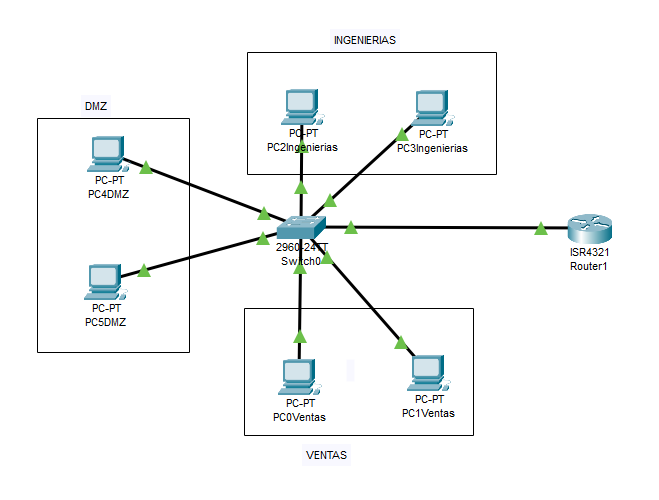 INGENIERIAS
DMZ
PC-PT
PC2Ingenierias
PC-PT
PC3Ingenierias
PC-PT
PC4DMZ
2960-24TT
Switch0
ISR4321
Router1
PC-PT
PC5DMZ
PC-PT
PC0Ventas
PC-PT
PC1Ventas
VENTAS